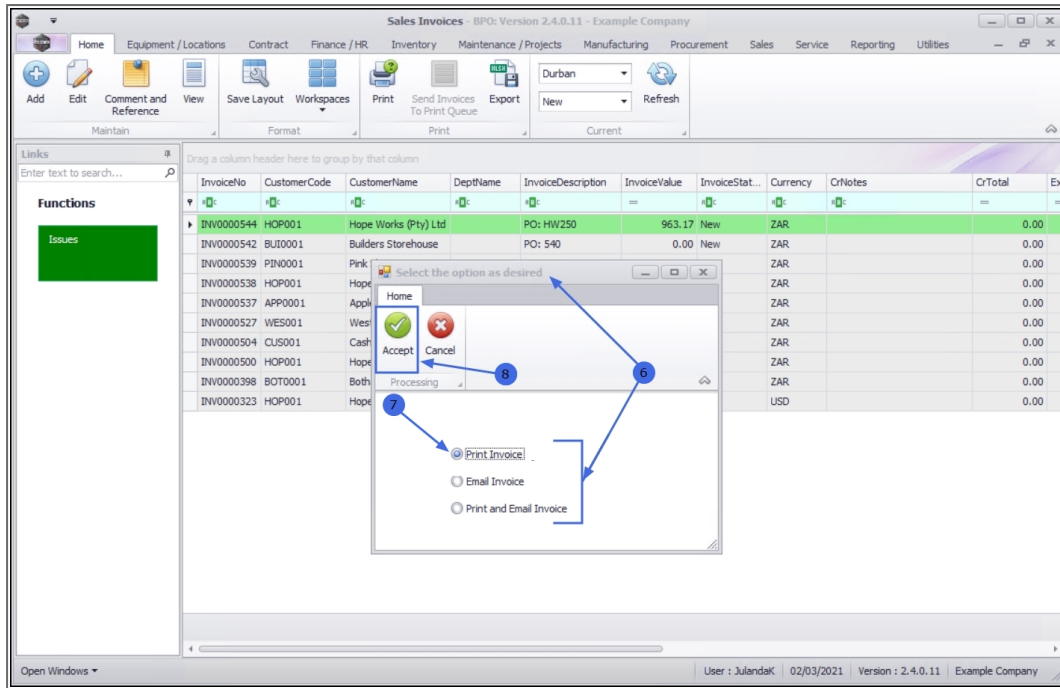 Sales Invoices - BPO: Version 2.4.0.11 - Example Company
Home Equipment / Locations Contract Finance / HR Inventory Maintenance / Projects Manufacturing Procurement Sales Service Reporting Utilities
Add Edit Comment and Reference View Save Layout Workspaces Print Send Invoices To Print Queue Export Durban New Refresh
Maintain Format Print Current
Links
Enter text to search...
Functions
Issues
Drag a column header here to group by that column
InvoiceNo CustomerCode CustomerName DeptName InvoiceDescription InvoiceValue InvoiceStat... Currency CrNotes CrTotal Ex
INV0000544 HOP001 Hope Works (Pty) Ltd PO: HW250 963.17 New ZAR 0.00
INV0000542 BUI0001 Builders Storehouse PO: 540 0.00 New ZAR 0.00
INV0000539 PIN0001 Pink ZAR 0.00
INV0000538 HOP001 Hope ZAR 0.00
INV0000537 APP0001 Appl ZAR 0.00
INV0000527 WES001 West ZAR 0.00
INV0000504 CUS001 Cash ZAR 0.00
INV0000500 HOP001 Hope ZAR 0.00
INV0000398 BOT0001 Both ZAR 0.00
INV0000323 HOP001 Hope USD 0.00
Select the option as desired
Home
Accept Cancel
Processing
8
6
7
Print Invoice
Email Invoice
Print and Email Invoice
Open Windows
User : JulandaK 02/03/2021 Version : 2.4.0.11 Example Company